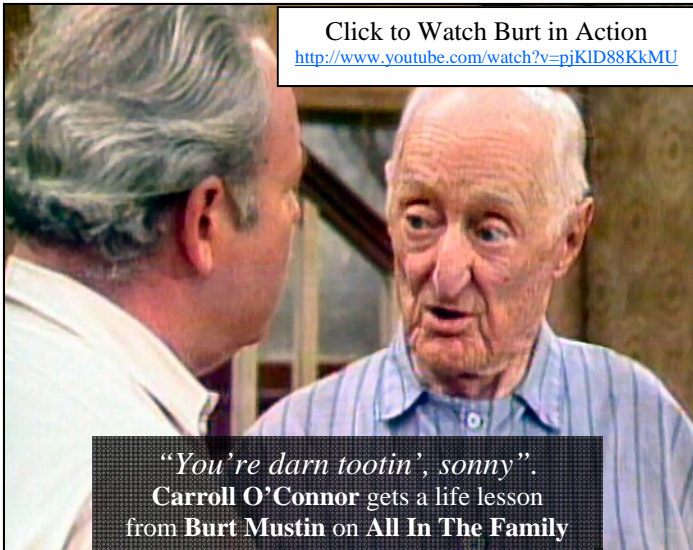 Click to Watch Burt in Action
http://www.youtube.com/watch?v=pjKlD88KkMU
“You’re darn tootin’, sonny”.
Carroll O’Connor gets a life lesson
from Burt Mustin on All In The Family